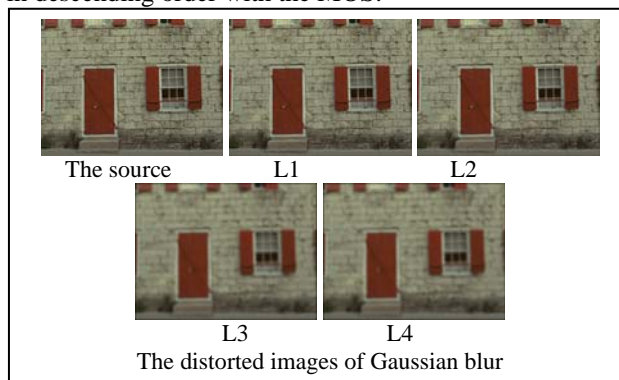 in descending order with the MOS.
The source L1 L2
L3 L4
The distorted images of Gaussian blur